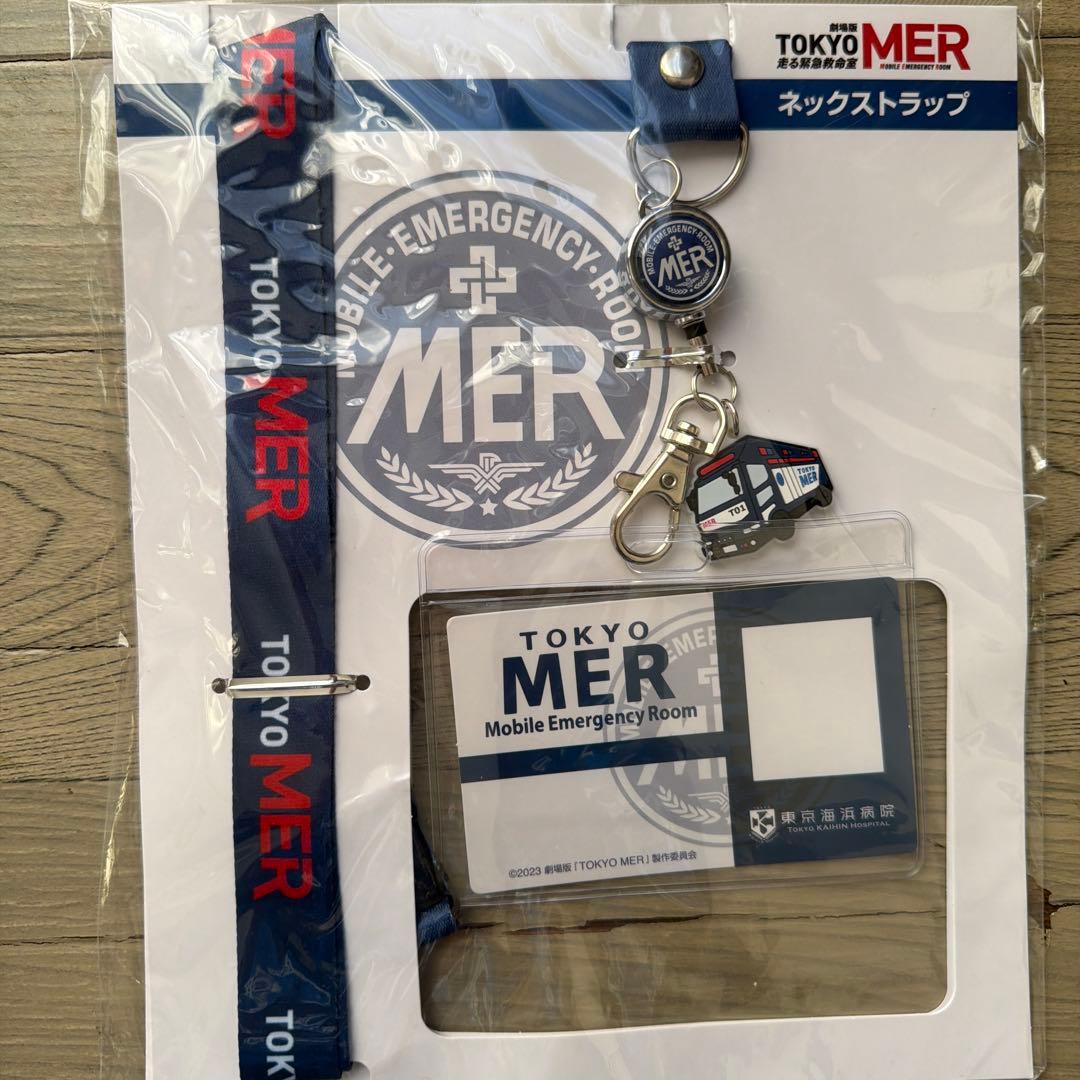 劇場版
TOKYO MER
走る緊急救命室
MOBILE EMERGENCY ROOM
ネックストラップ
MER
TOKYO MER
TOKYO MER
TOK
MOBILE・EMERGENCY・ROOM
MER
MOBILE・EMERGENCY・ROOM
MER
TOKYO
MER
MER
T01
TOKYO
MER
Mobile Emergency Room
東京海浜病院
TOKYO KAIHIN HOSPITAL
©2023 劇場版『TOKYO MER』製作委員会